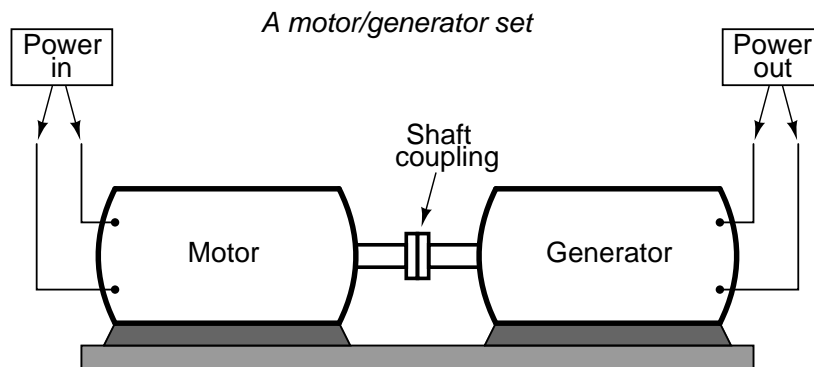 A motor/generator set
Power
in
Power
out
Shaft
coupling
Motor
Generator